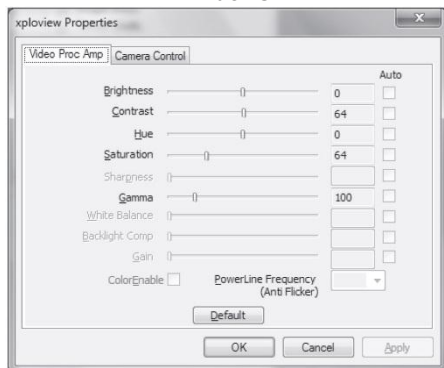 xploview Properties
Video Proc Amp Camera Control
Auto
Brightness 0
Contrast 64
Hue 0
Saturation 64
Sharpness
Gamma 100
White Balance
Backlight Comp
Gain
ColorEnable PowerLine Frequency
(Anti Flicker)
Default
OK Cancel Apply